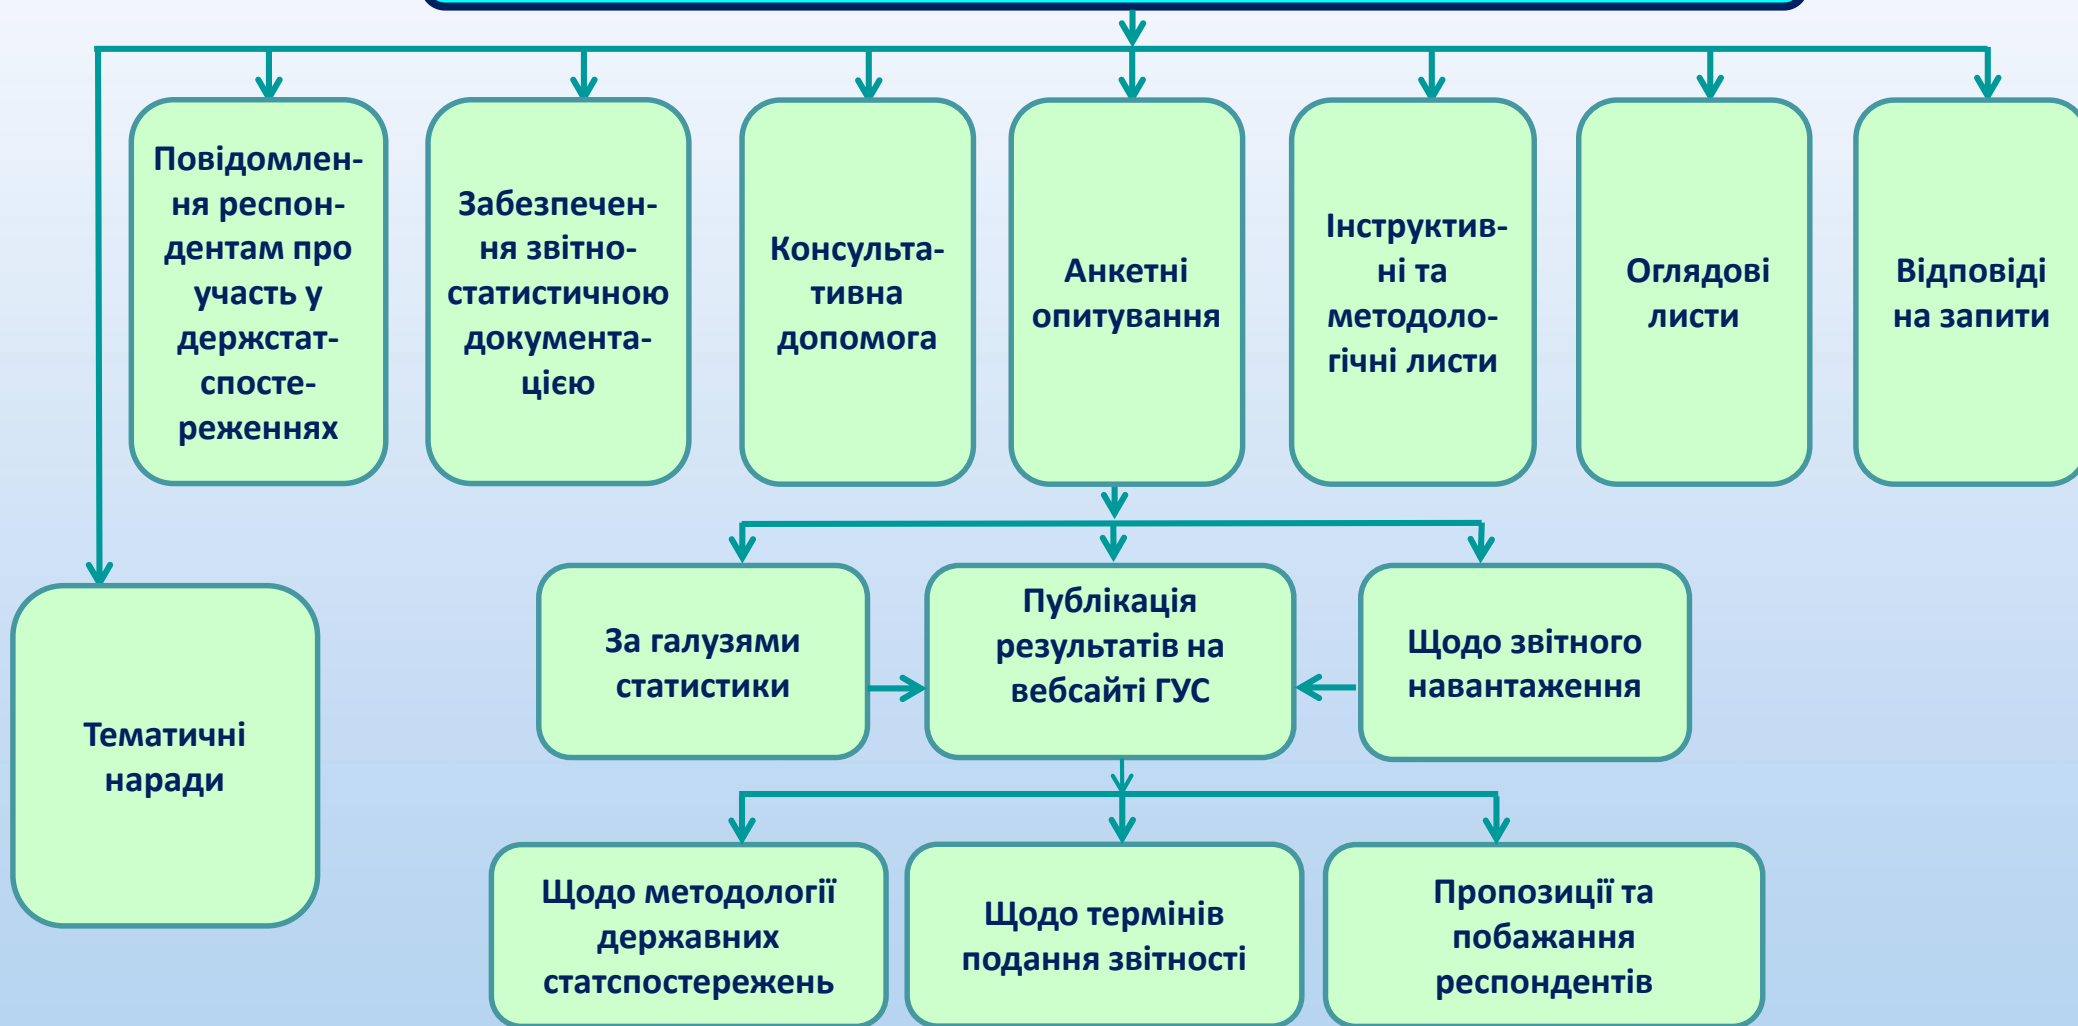 Повідомлен-
ня респон-
дентам про
участь у
держстат-
спосте-
реженнях
Забезпечен-
ня звітно-
статистичною
документа-
цією
Консульта-
тивна
допомога
Анкетні
опитування
Інструктив-
ні та
методоло-
гічні листи
Оглядові
листи
Відповіді
на запити
Тематичні
наради
За галузями
статистики
Публікація
результатів на
вебсайті ГУС
Щодо звітного
навантаження
Щодо методології
державних
статспостережень
Щодо термінів
подання звітності
Пропозиції та
побажання
респондентів